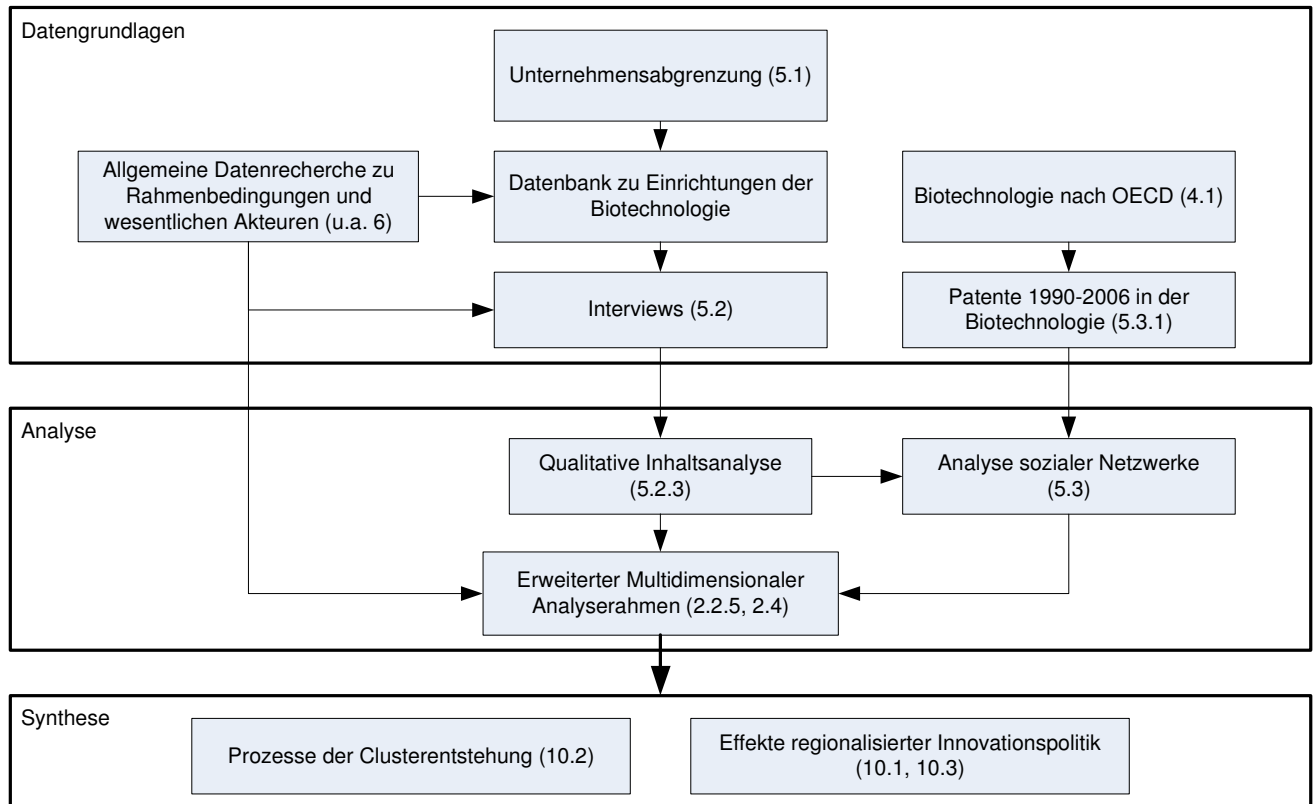 Datengrundlagen
Unternehmensabgrenzung (5.1)
Allgemeine Datenrecherche zu
Rahmenbedingungen und
wesentlichen Akteuren (u.a. 6)
Datenbank zu Einrichtungen der
Biotechnologie
Biotechnologie nach OECD (4.1)
Interviews (5.2)
Patente 1990-2006 in der
Biotechnologie (5.3.1)
Analyse
Qualitative Inhaltsanalyse
(5.2.3)
Analyse sozialer Netzwerke
(5.3)
Erweiterter Multidimensionaler
Analyserahmen (2.2.5, 2.4)
Synthese
Prozesse der Clusterentstehung (10.2)
Effekte regionalisierter Innovationspolitik
(10.1, 10.3)